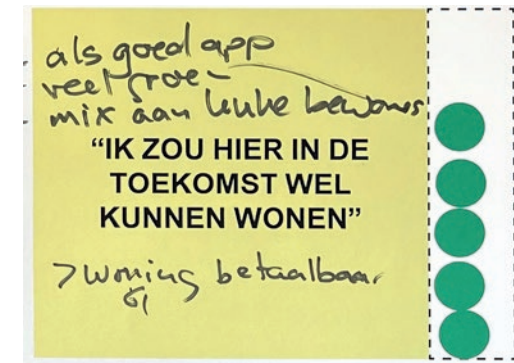 als goed app
veel groe-
mix aan leuke bewoners
“IK ZOU HIER IN DE
TOEKOMST WEL
KUNNEN WONEN”
> woning betaalbaar